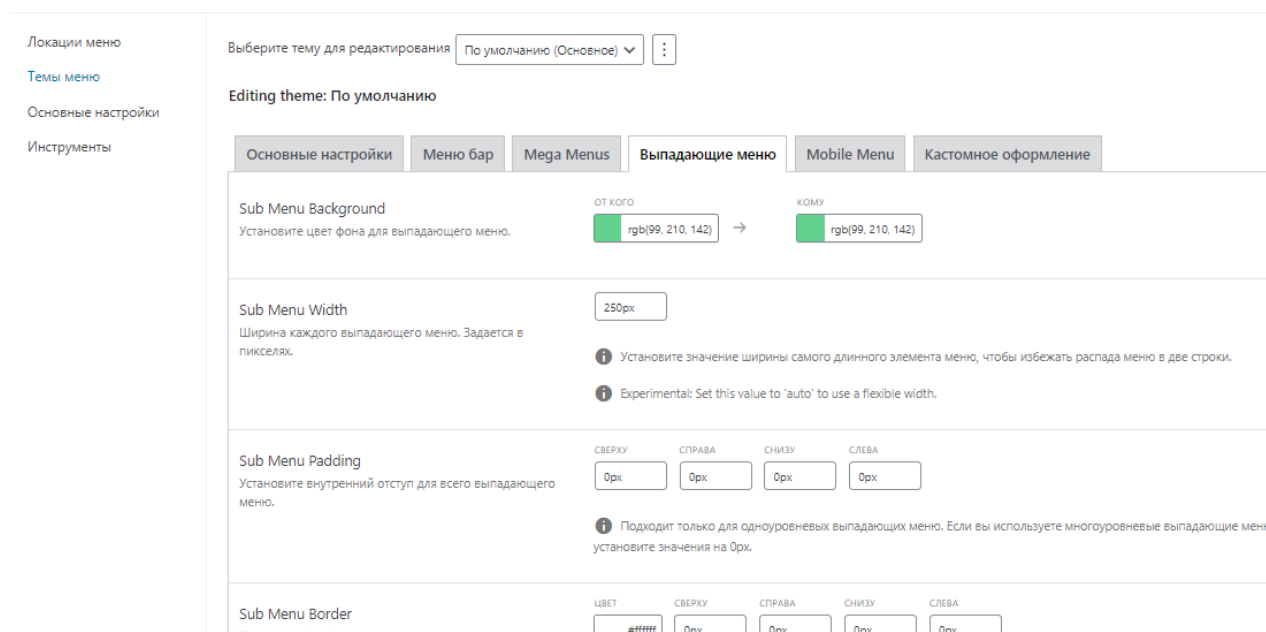 Локации меню
Темы меню
Основные настройки
Инструменты
Выберите тему для редактирования По умолчанию (Основное)
Editing theme: По умолчанию
Основные настройки Меню бар Mega Menus Выпадающие меню Mobile Menu Кастомное оформление
Sub Menu Background
Установите цвет фона для выпадающего меню.
ОТ КОГО КОМУ
rgb(99, 210, 142) → rgb(99, 210, 142)
Sub Menu Width
Ширина каждого выпадающего меню. Задается в
пикселях.
250px
Установите значение ширины самого длинного элемента меню, чтобы избежать распада меню в две строки.
Experimental: Set this value to 'auto' to use a flexible width.
Sub Menu Padding
Установите внутренний отступ для всего выпадающего
меню.
СВЕРХУ СПРАВА СНИЗУ СЛЕВА
0px 0px 0px 0px
Подходит только для одноуровневых выпадающих меню. Если вы используете многоуровневые выпадающие
установите значения на 0px.
Sub Menu Border
ЦВЕТ СВЕРХУ СПРАВА СНИЗУ СЛЕВА
#ffffff 0px 0px 0px 0px